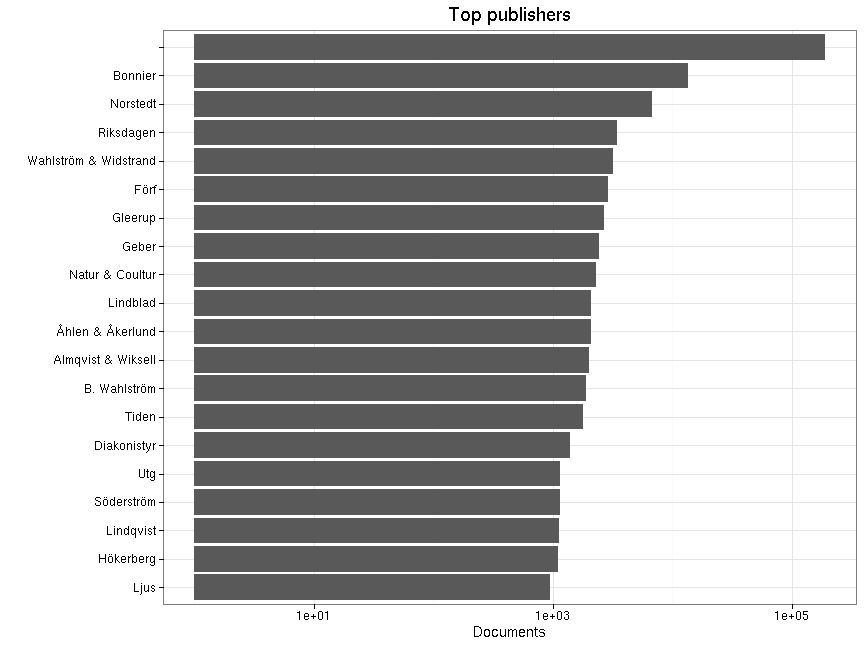 Top publishers
Bonnier
Norstedt
Riksdagen
Wahlström & Widstrand
Förf
Gleerup
Geber
Natur & Coultur
Lindblad
Åhlen & Åkerlund
Almqvist & Wiksell
B. Wahlström
Tiden
Diakonistyr
Utg
Söderström
Lindqvist
Hökerberg
Ljus
1e+01 1e+03 1e+05
Documents